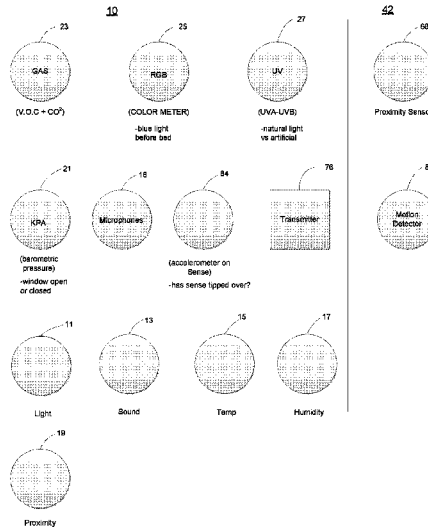 10
42
23
25
27
68
GAS
RGB
UV
(V.O.C + CO²)
(COLOR METER)
(UVA-UVB)
Proximity Senso
-blue light
before bed
-natural light
vs artificial
21
16
84
76
KPA
Microphones
Transmitter
Motion
Detector
(barometric
pressure)
-window open
or closed
(accelerometer on
Sense)
-has sense tipped over?
11
13
15
17
Light
Sound
Temp
Humidity
19
Proximity